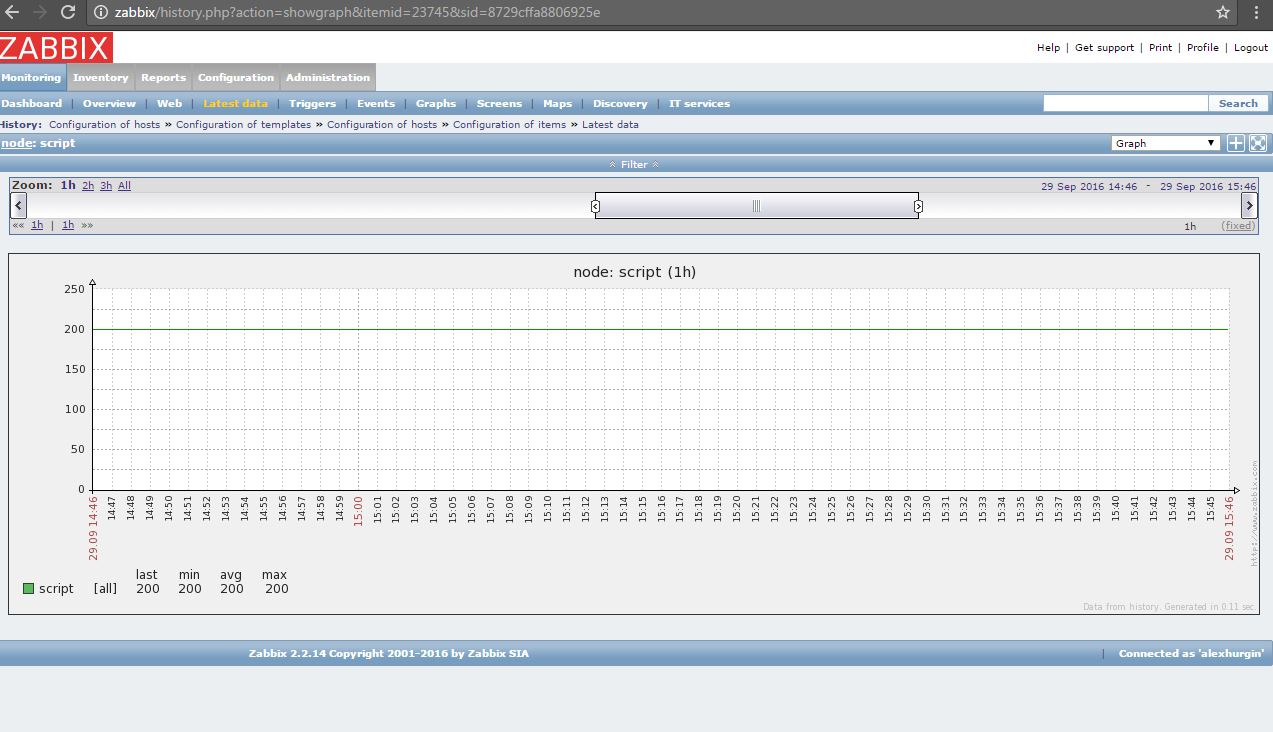 zabbix/history.php?action=showgraph&itemid=23745&sid=8729cffa8806925e
ZABBIX
Help | Get support | Print | Profile | Logout
Monitoring Inventory Reports Configuration Administration
Dashboard | Overview | Web | Latest data | Triggers | Events | Graphs | Screens | Maps | Discovery | IT services Search
History: Configuration of hosts » Configuration of templates » Configuration of hosts » Configuration of items » Latest data
node: script Graph
Filter
Zoom: 1h 2h 3h All 29 Sep 2016 14:46 - 29 Sep 2016 15:46
«« 1h | 1h »» 1h (fixed)
node: script (1h)
250
200
150
100
50
0
29.09 14:46 14:47 14:48 14:49 14:50 14:51 14:52 14:53 14:54 14:55 14:56 14:57 14:58 14:59 15:00 15:01 15:02 15:03 15:04 15:05 15:06 15:07 15:08 15:09 15:10 15:11 15:12 15:13 15:14 15:15 15:16 15:17 15:18 15:19 15:20 15:21 15:22 15:23 15:24 15:25 15:26 15:27 15:28 15:29 15:30 15:31 15:32 15:33 15:34 15:35 15:36 15:37 15:38 15:39 15:40 15:41 15:42 15:43 15:44 15:45 29.09 15:46
http://www.zabbix.com
last min avg max
script [all] 200 200 200 200
Data from history. Generated in 0.11 sec.
Zabbix 2.2.14 Copyright 2001-2016 by Zabbix SIA | Connected as 'alexhurgin'